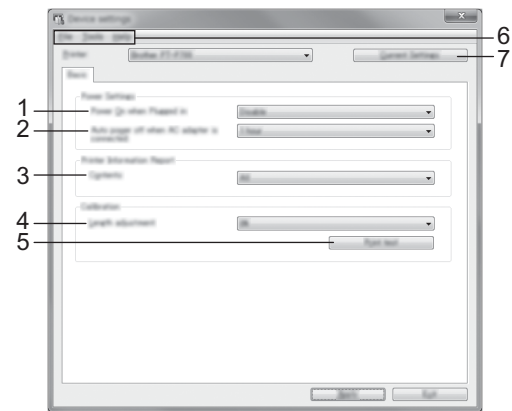 Device settings
File Tools Help
6
Printer: Brother PT-P700 Current Settings
7
Basic
Power Settings
1
Power On when Plugged in Disable
2
Auto power off when AC adapter is connected 1 hour
Printer Information Report
3
Contents All
Calibration
4
Length adjustment 0%
5
Print test
Apply Exit